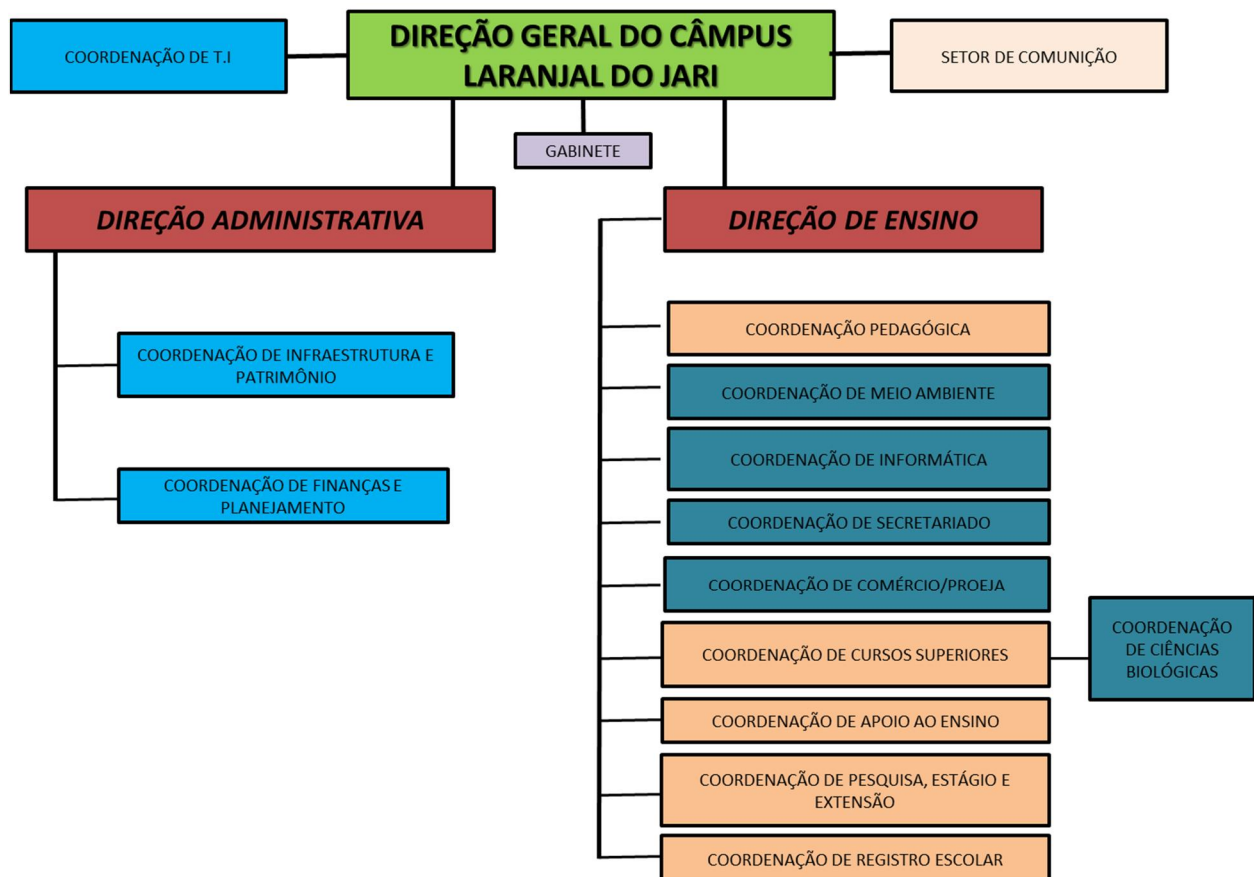 COORDENAÇÃO DE T.I
DIREÇÃO GERAL DO CÂMPUS
LARANJAL DO JARI
SETOR DE COMUNIÇÃO
GABINETE
DIREÇÃO ADMINISTRATIVA
COORDENAÇÃO DE INFRAESTRUTURA E
PATRIMÔNIO
COORDENAÇÃO DE FINANÇAS E
PLANEJAMENTO
DIREÇÃO DE ENSINO
COORDENAÇÃO PEDAGÓGICA
COORDENAÇÃO DE MEIO AMBIENTE
COORDENAÇÃO DE INFORMÁTICA
COORDENAÇÃO DE SECRETARIADO
COORDENAÇÃO DE COMÉRCIO/PROEJA
COORDENAÇÃO DE CURSOS SUPERIORES
COORDENAÇÃO
DE CIÊNCIAS
BIOLÓGICAS
COORDENAÇÃO DE APOIO AO ENSINO
COORDENAÇÃO DE PESQUISA, ESTÁGIO E
EXTENSÃO
COORDENAÇÃO DE REGISTRO ESCOLAR